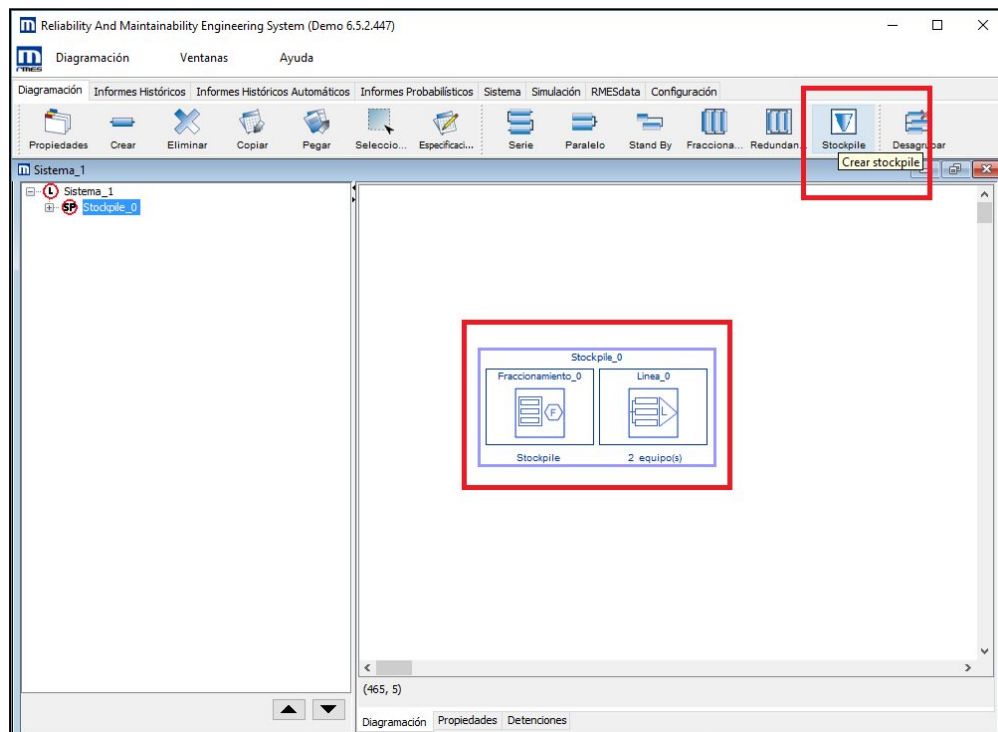 Reliability And Maintainability Engineering System (Demo 6.5.2.447)
rmes Diagramación Ventanas Ayuda
Diagramación Informes Históricos Informes Históricos Automáticos Informes Probabilísticos Sistema Simulación RMESdata Configuración
Propiedades Crear Eliminar Copiar Pegar Seleccio... Especificaci... Serie Paralelo Stand By Fracciona... Redundan... Stockpile Desagrupar
Crear stockpile
Sistema_1
L Sistema_1
SP Stockpile_0
Stockpile_0
Fraccionamiento_0 Linea_0
F L
Stockpile 2 equipo(s)
(465, 5)
Diagramación Propiedades Detenciones